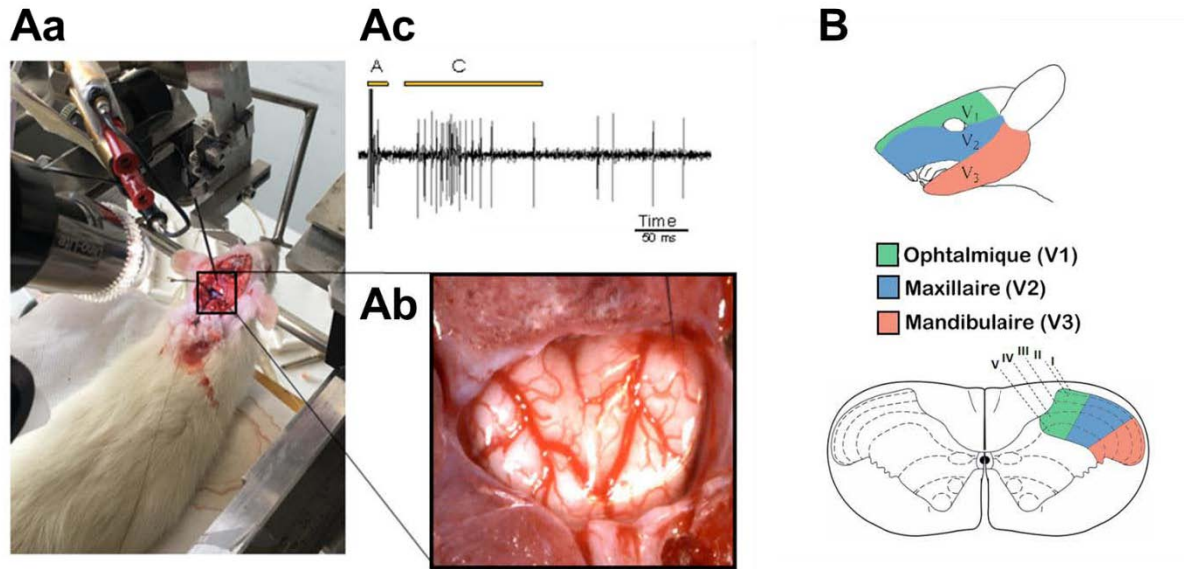 Aa
Ac
A
C
Time
50 ms
Ab
B
V1
V2
V3
Ophtalmique (V1)
Maxillaire (V2)
Mandibulaire (V3)
V IV III II I